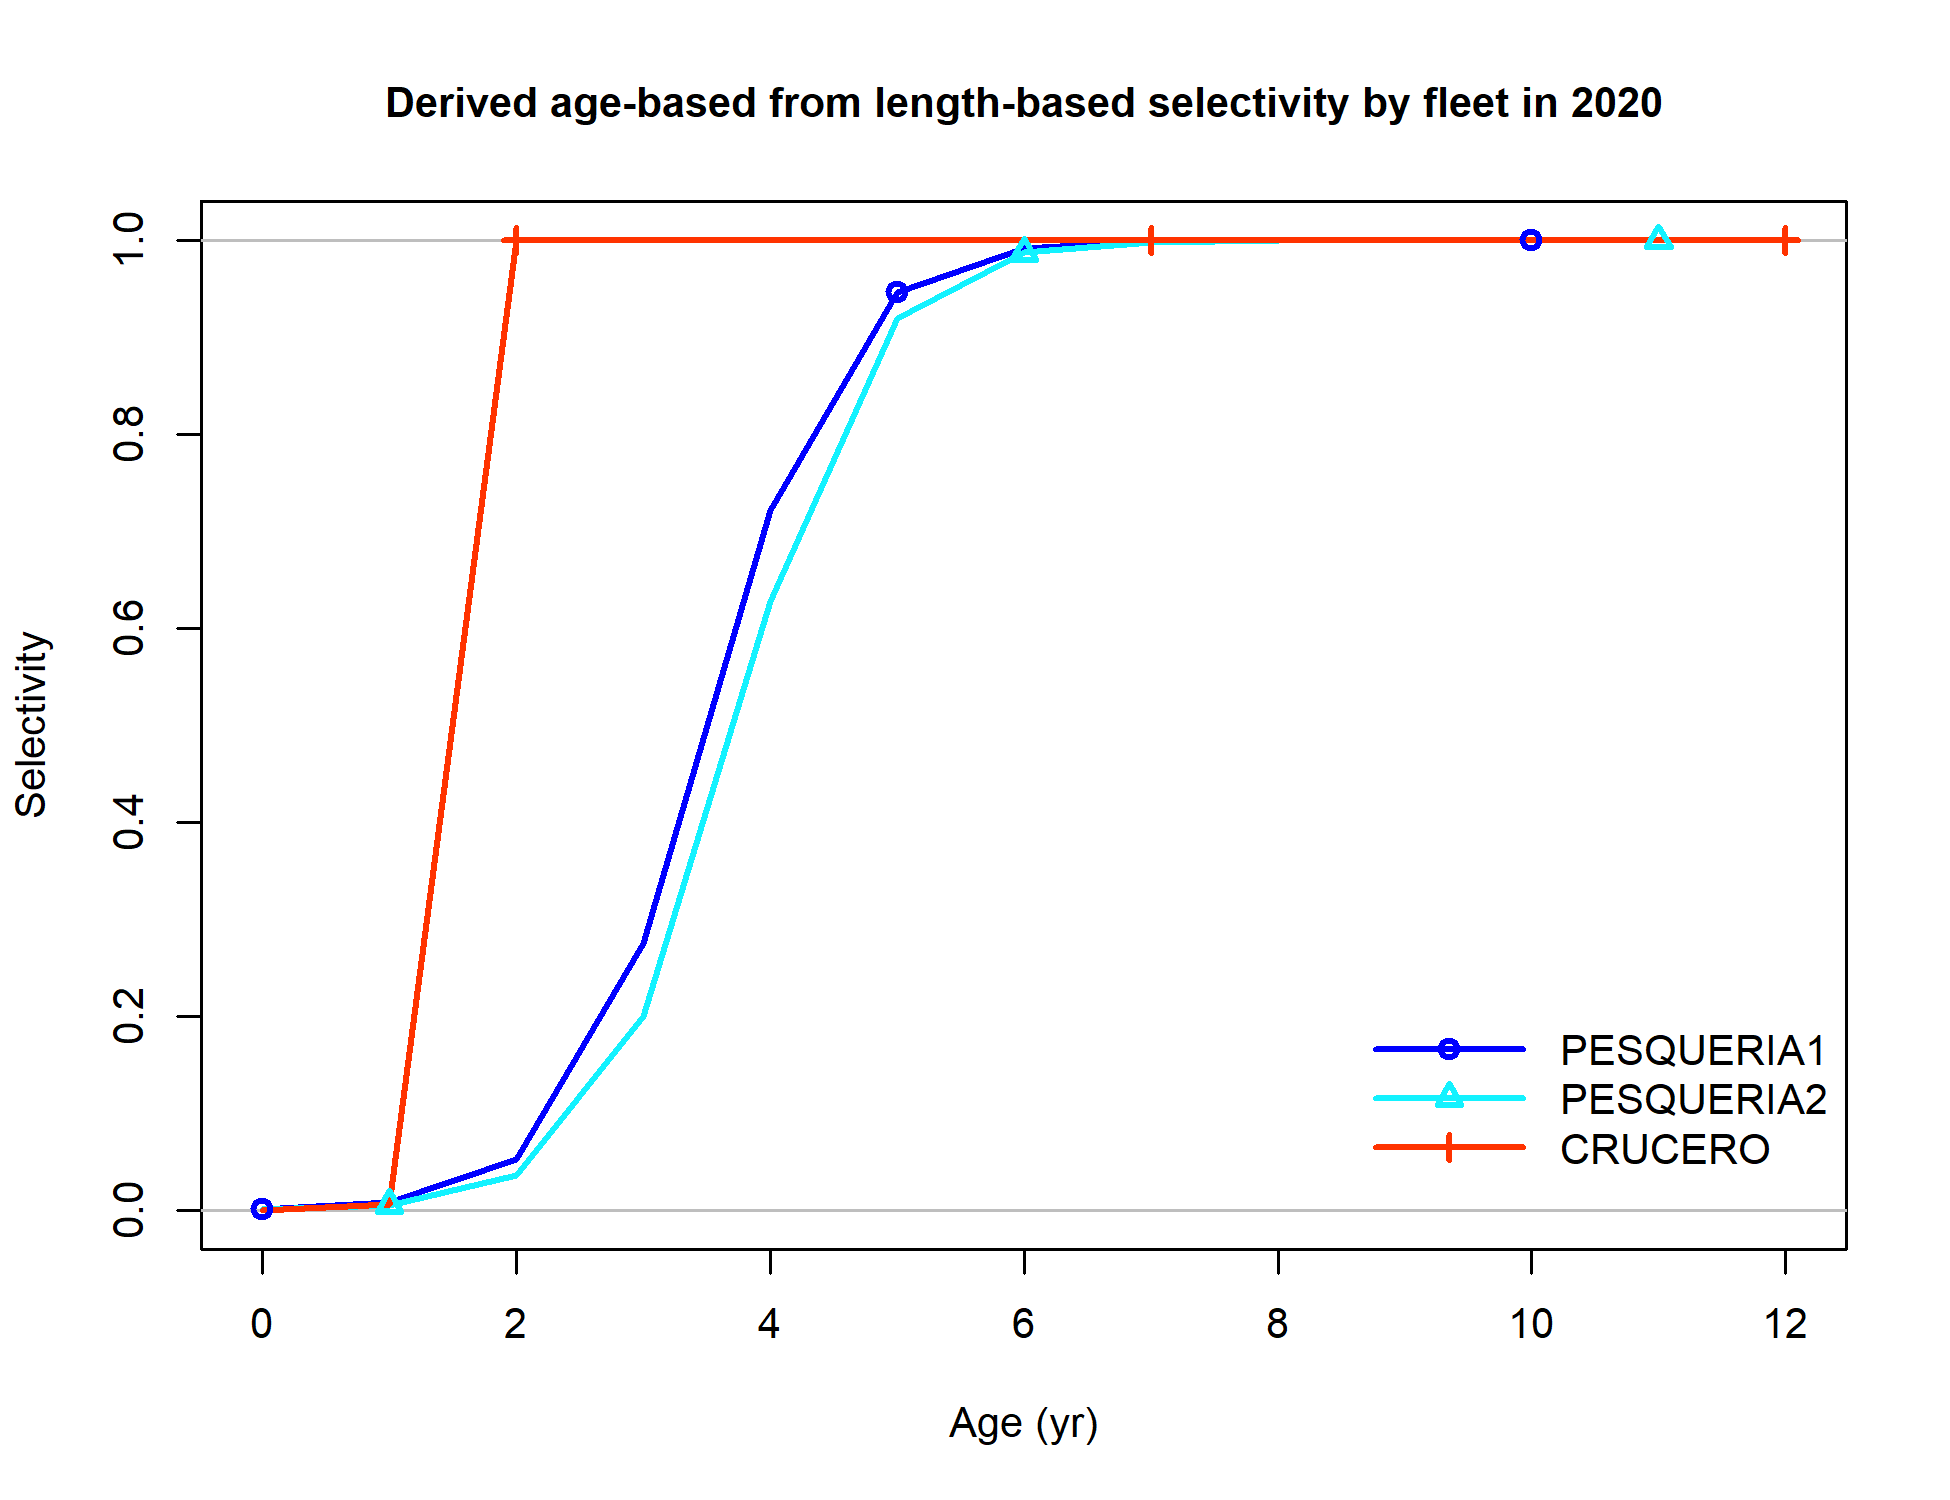 Derived age-based from length-based selectivity by fleet in 2020
Selectivity
1.0
0.8
0.6
0.4
0.2
0.0
PESQUERIA1
PESQUERIA2
CRUCERO
0 2 4 6 8 10 12
Age (yr)